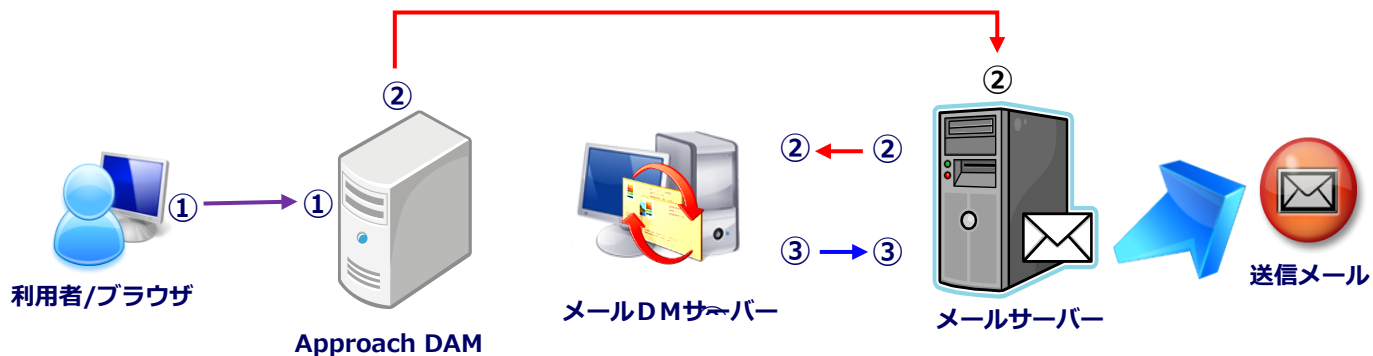 ②
②
② ②
① ①
③ ③
利用者/ブラウザ
メールDMサーバー
メールサーバー
送信メール
Approach DAM